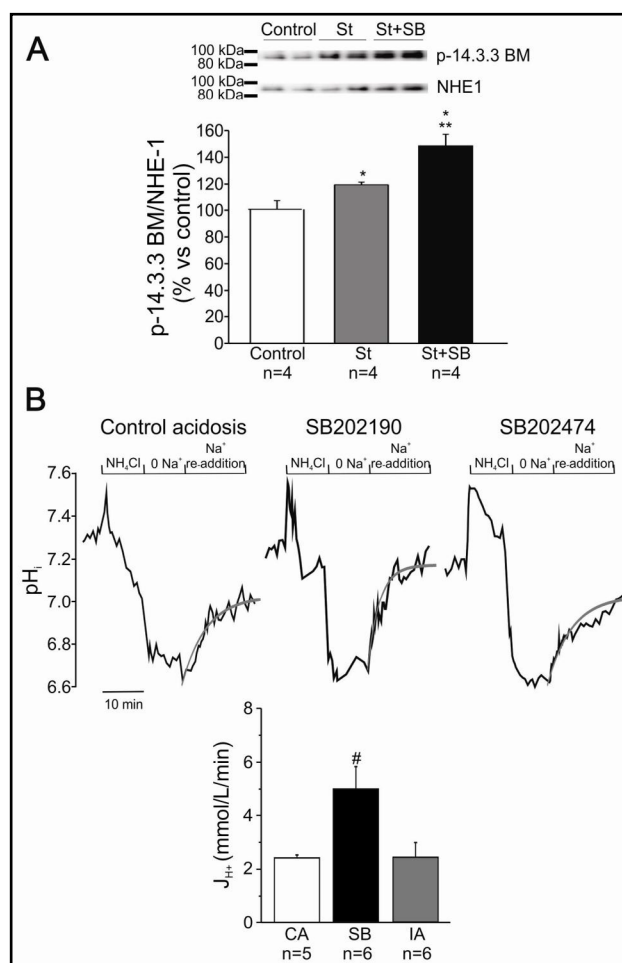 A
Control St St+SB
100 kDa
80 kDa
p-14.3.3 BM
100 kDa
80 kDa
NHE1
p-14.3.3 BM/NHE-1
(% vs control)
160
140
120
100
80
60
40
20
0
*
*
**
Control St St+SB
n=4 n=4 n=4
B
Control acidosis SB202190 SB202474
NH₄Cl 0 Na⁺ Na⁺ re-addition
NH₄Cl 0 Na⁺ Na⁺ re-addition
NH₄Cl 0 Na⁺ Na⁺ re-addition
pHᵢ
7.6
7.4
7.2
7.0
6.8
6.6
10 min
J_H+ (mmol/L/min)
8
6
4
2
0
#
CA SB IA
n=5 n=6 n=6